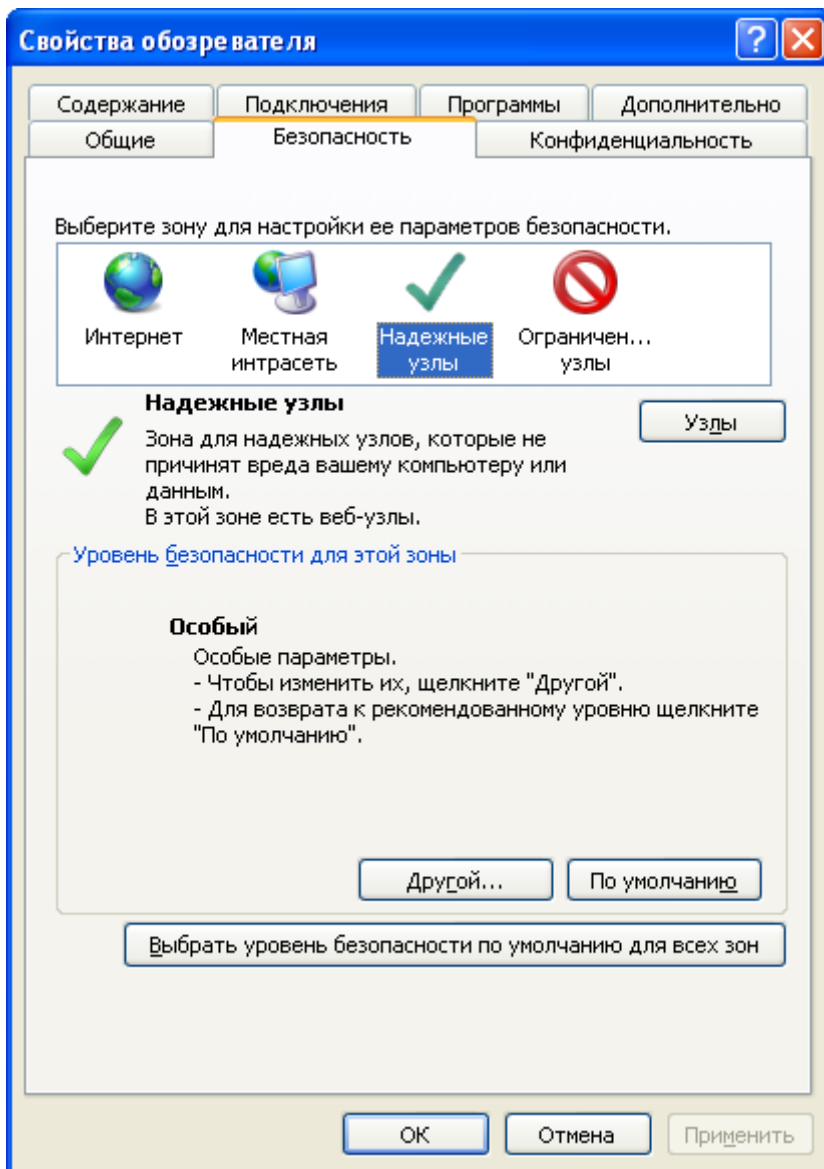 Свойства обозревателя
Содержание Подключения Программы Дополнительно
Общие Безопасность Конфиденциальность
Выберите зону для настройки ее параметров безопасности.
Интернет Местная интрасеть Надежные узлы Ограничен... узлы
Надежные узлы
Узлы
Зона для надежных узлов, которые не
причинят вреда вашему компьютеру или
данным.
В этой зоне есть веб-узлы.
Уровень безопасности для этой зоны
Особый
Особые параметры.
- Чтобы изменить их, щелкните "Другой".
- Для возврата к рекомендованному уровню щелкните
"По умолчанию".
Другой... По умолчанию
Выбрать уровень безопасности по умолчанию для всех зон
ОК Отмена Применить